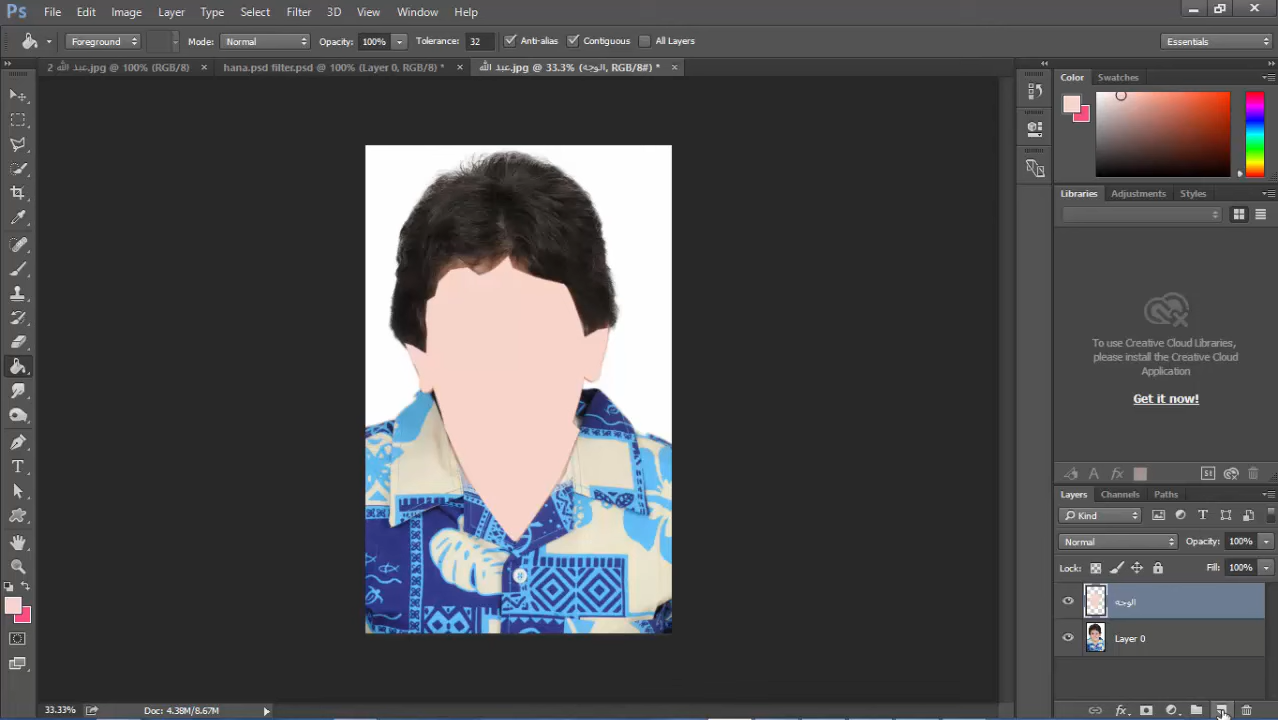 Ps File Edit Image Layer Type Select Filter 3D View Window Help
Foreground Mode: Normal Opacity: 100% Tolerance: 32 Anti-alias Contiguous All Layers Essentials
عبد الله 2.jpg @ 100% (RGB/8) hana.psd filter.psd @ 100% (Layer 0, RGB/8) * عبد الله.jpg @ 33.3% (الوجه, RGB/8#) *
Color Swatches
Libraries Adjustments Styles
To use Creative Cloud Libraries,
please install the Creative Cloud
Application
Get it now!
Layers Channels Paths
Kind
Normal Opacity: 100%
Lock: Fill: 100%
الوجه
Layer 0
33.33% Doc: 4.38M/8.67M